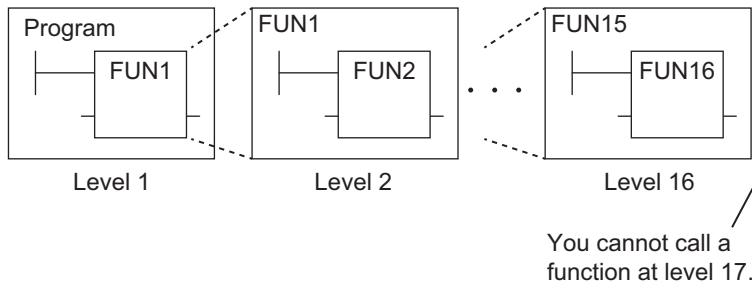 Program
FUN1
FUN1
FUN2
. . .
FUN15
FUN16
Level 1
Level 2
Level 16
You cannot call a
function at level 17.